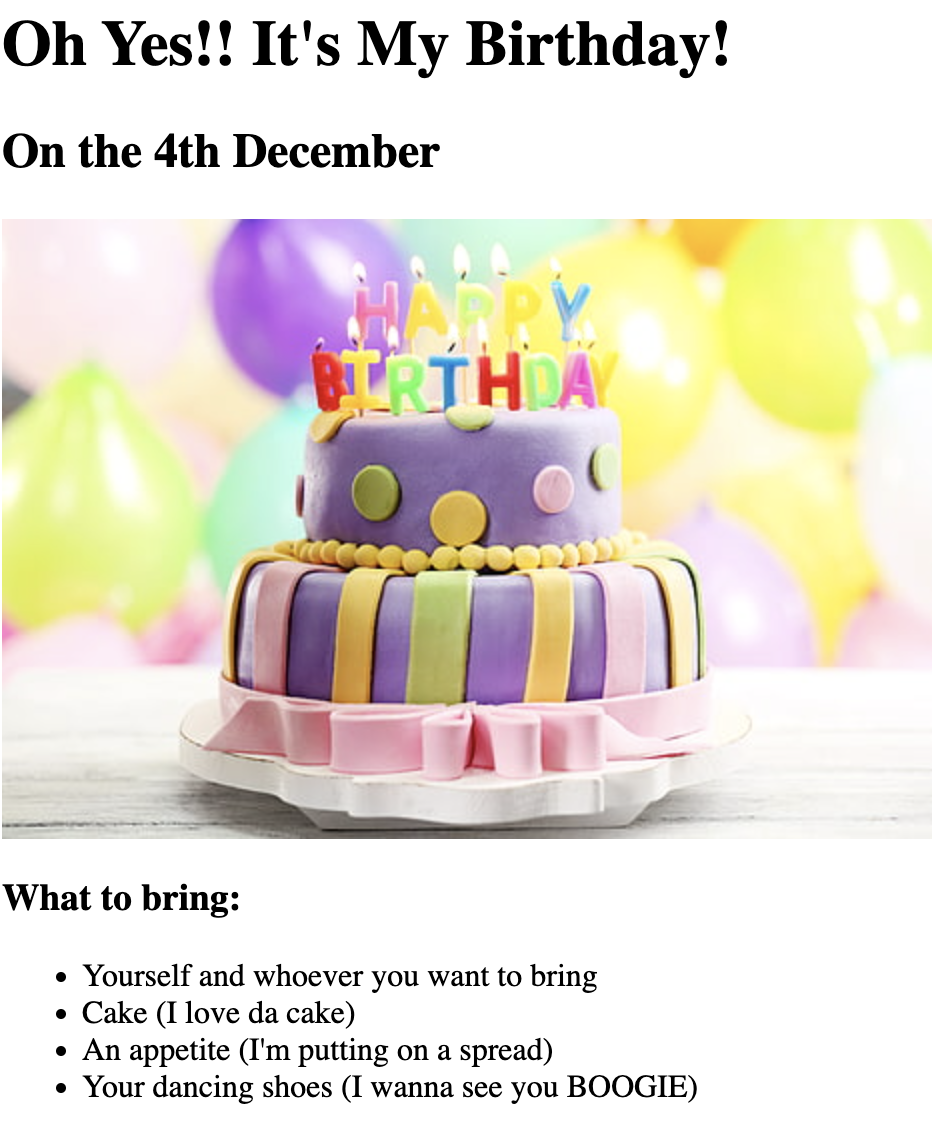 Oh Yes!! It's My Birthday!
On the 4th December
HAPPY
BIRTHDAY
What to bring:
• Yourself and whoever you want to bring
• Cake (I love da cake)
• An appetite (I'm putting on a spread)
• Your dancing shoes (I wanna see you BOOGIE)